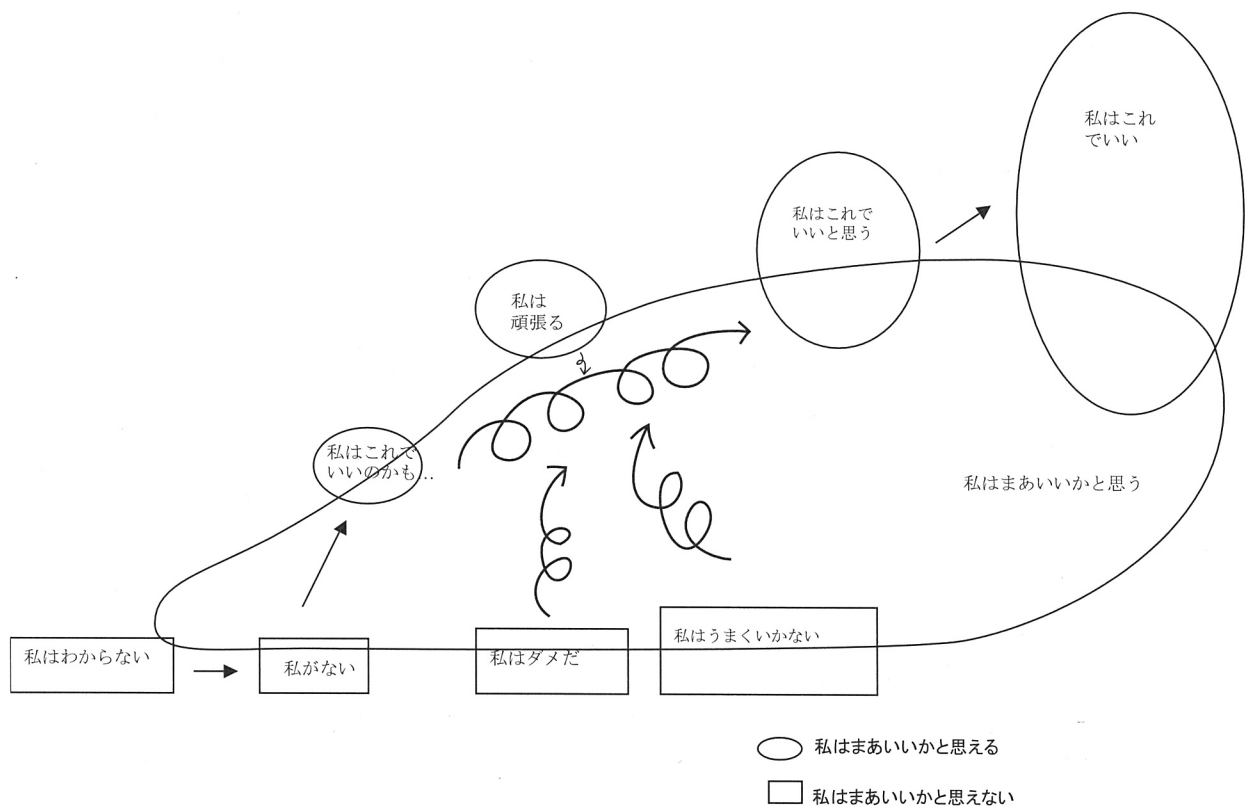 私はこれ
でいい
私はこれで
いいと思う
私は
頑張る
私はこれで
いいのかも…
私はまあいいかと思う
私はわからない
私がない
私はダメだ
私はうまくいかない
私はまあいいかと思える
私はまあいいかと思えない